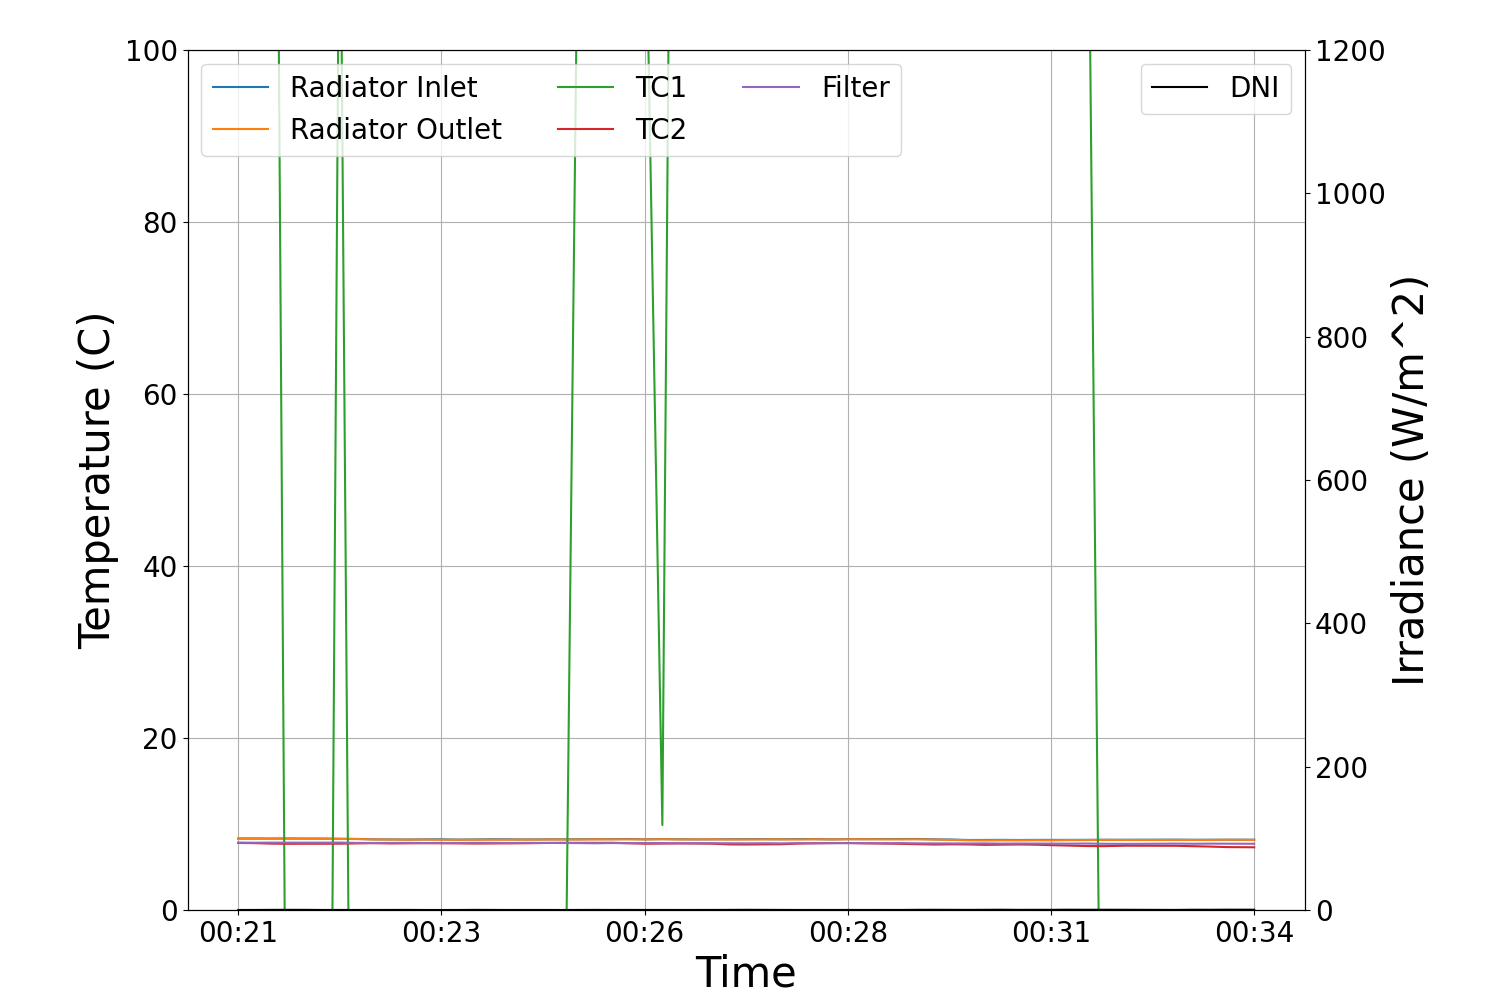 Radiator Inlet
Radiator Outlet
TC1
TC2
Filter
DNI
100
80
60
40
20
0
Temperature (C)
1200
1000
800
600
400
200
0
Irradiance (W/m^2)
00:21 00:23 00:26 00:28 00:31 00:34
Time